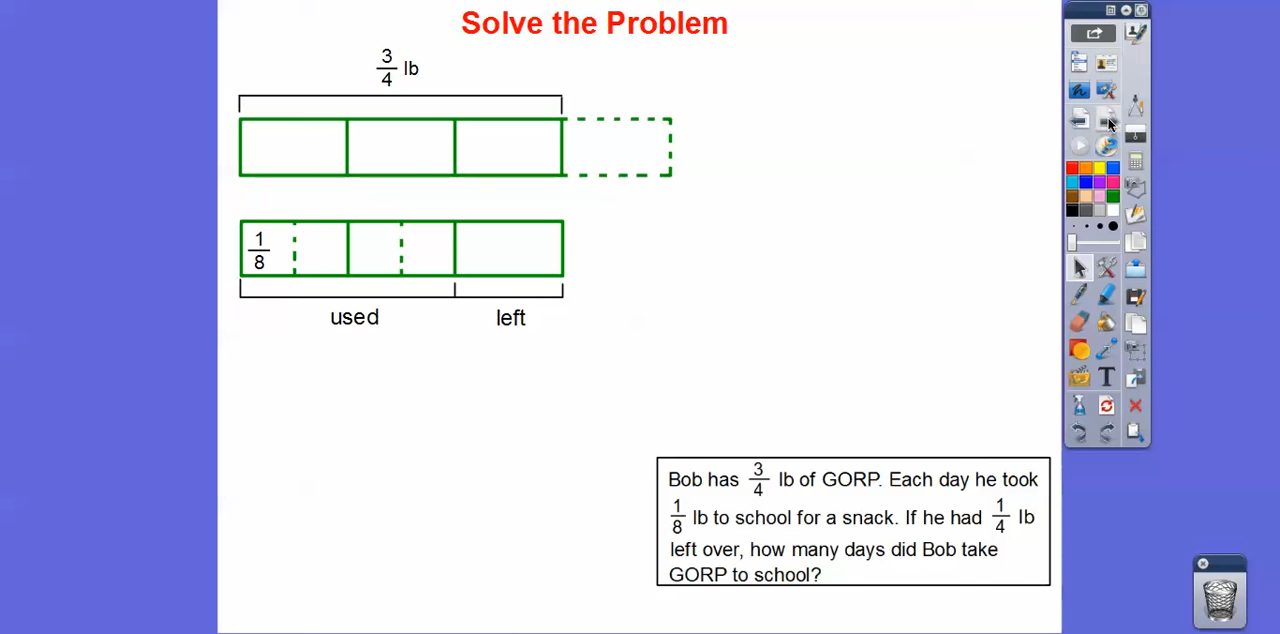 Solve the Problem
3/4 lb
1/8
used left
Bob has 3/4 lb of GORP. Each day he took
1/8 lb to school for a snack. If he had 1/4 lb
left over, how many days did Bob take
GORP to school?
T